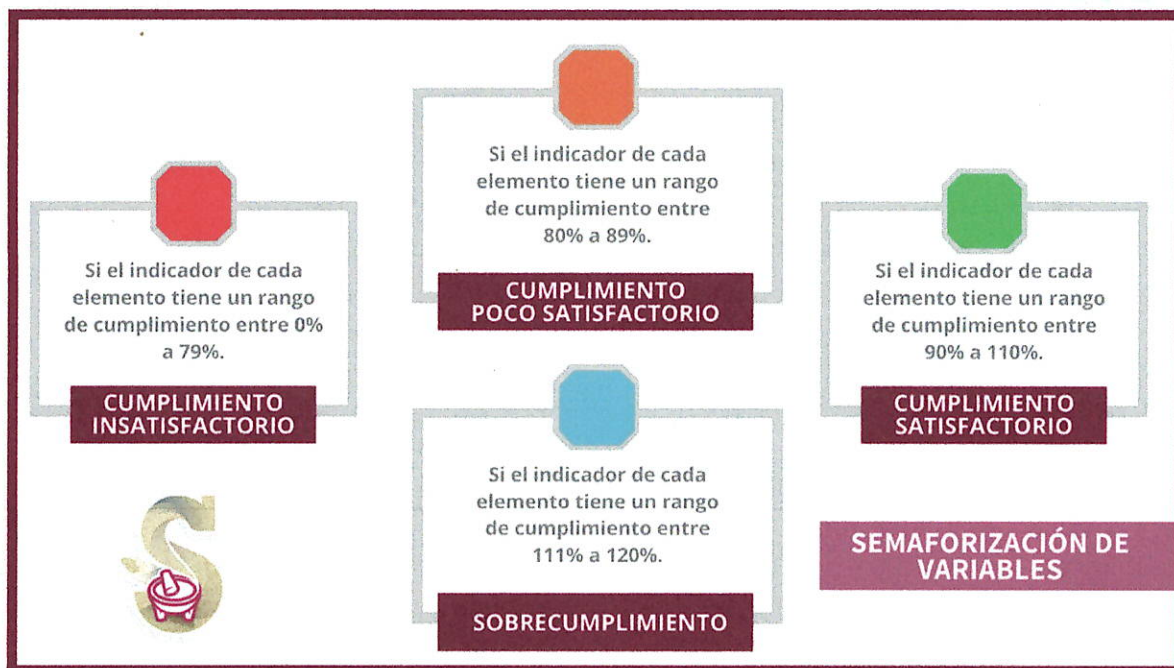 Si el indicador de cada
elemento tiene un rango
de cumplimiento entre 0%
a 79%.
CUMPLIMIENTO
INSATISFACTORIO
Si el indicador de cada
elemento tiene un rango
de cumplimiento entre
80% a 89%.
CUMPLIMIENTO
POCO SATISFACTORIO
Si el indicador de cada
elemento tiene un rango
de cumplimiento entre
90% a 110%.
CUMPLIMIENTO
SATISFACTORIO
Si el indicador de cada
elemento tiene un rango
de cumplimiento entre
111% a 120%.
SOBRECUMPLIMIENTO
S
SEMAFORIZACIÓN DE
VARIABLES